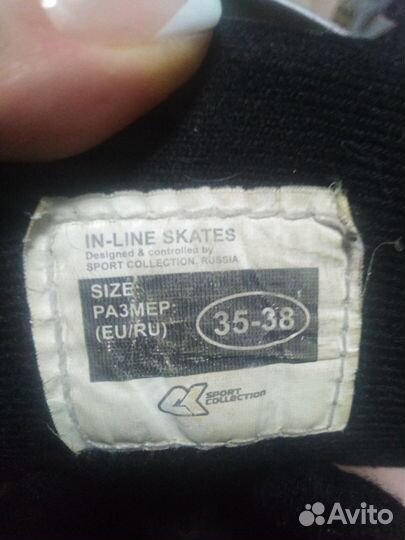 IN-LINE SKATES
Designed & controlled by
SPORT COLLECTION, RUSSIA
SIZE:
РАЗМЕР:
(EU/RU)
35-38
SPORT
COLLECTION
Avito